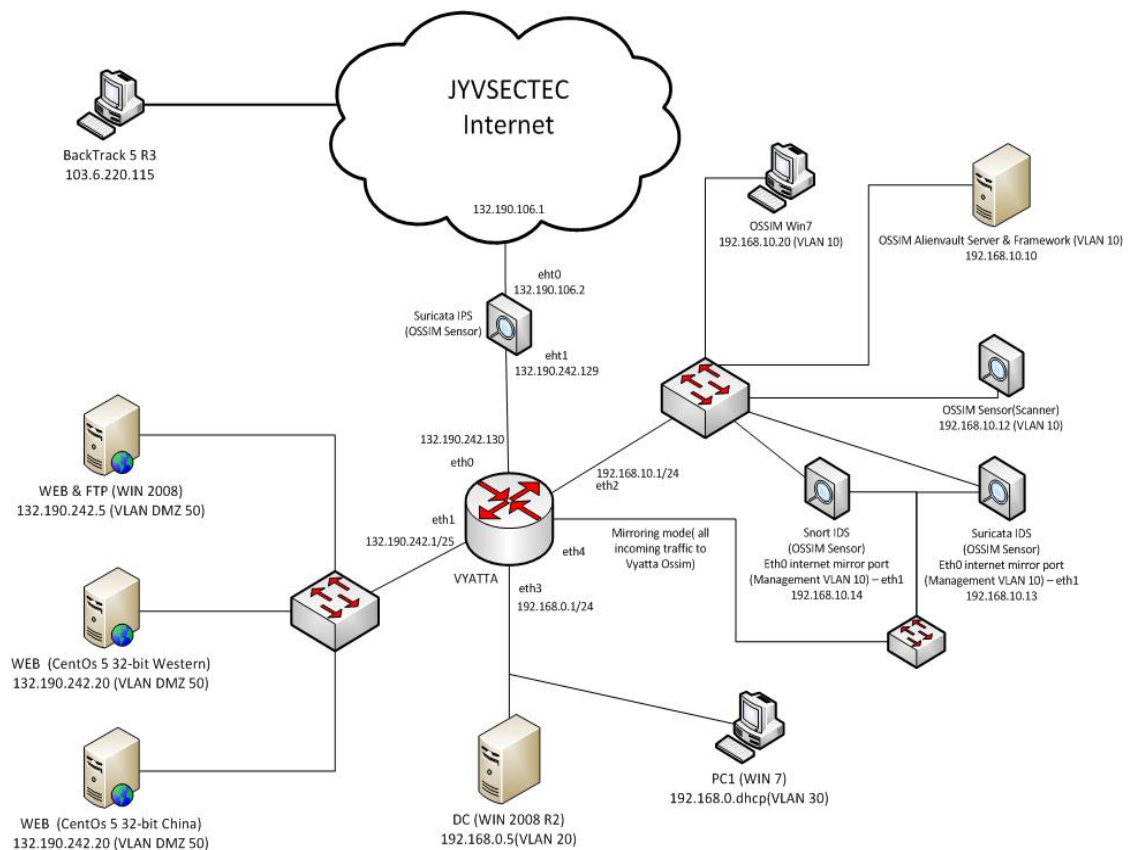 JYVSECTEC
Internet
132.190.106.1
BackTrack 5 R3
103.6.220.115
eht0
132.190.106.2
Suricata IPS
(OSSIM Sensor)
eht1
132.190.242.129
OSSIM Win7
192.168.10.20 (VLAN 10)
OSSIM Alienvault Server & Framework (VLAN 10)
192.168.10.10
OSSIM Sensor(Scanner)
192.168.10.12 (VLAN 10)
132.190.242.130
eth0
192.168.10.1/24
eth2
WEB & FTP (WIN 2008)
132.190.242.5 (VLAN DMZ 50)
eth1
132.190.242.1/25
VYATTA
eth4
Mirroring mode( all
incoming traffic to
Vyatta Ossim)
Snort IDS
(OSSIM Sensor)
Eth0 internet mirror port
(Management VLAN 10) – eth1
192.168.10.14
Suricata IDS
(OSSIM Sensor)
Eth0 internet mirror port
(Management VLAN 10) – eth1
192.168.10.13
eth3
192.168.0.1/24
WEB  (CentOs 5 32-bit Western)
132.190.242.20 (VLAN DMZ 50)
PC1 (WIN 7)
192.168.0.dhcp(VLAN 30)
DC (WIN 2008 R2)
192.168.0.5(VLAN 20)
WEB  (CentOs 5 32-bit China)
132.190.242.20 (VLAN DMZ 50)